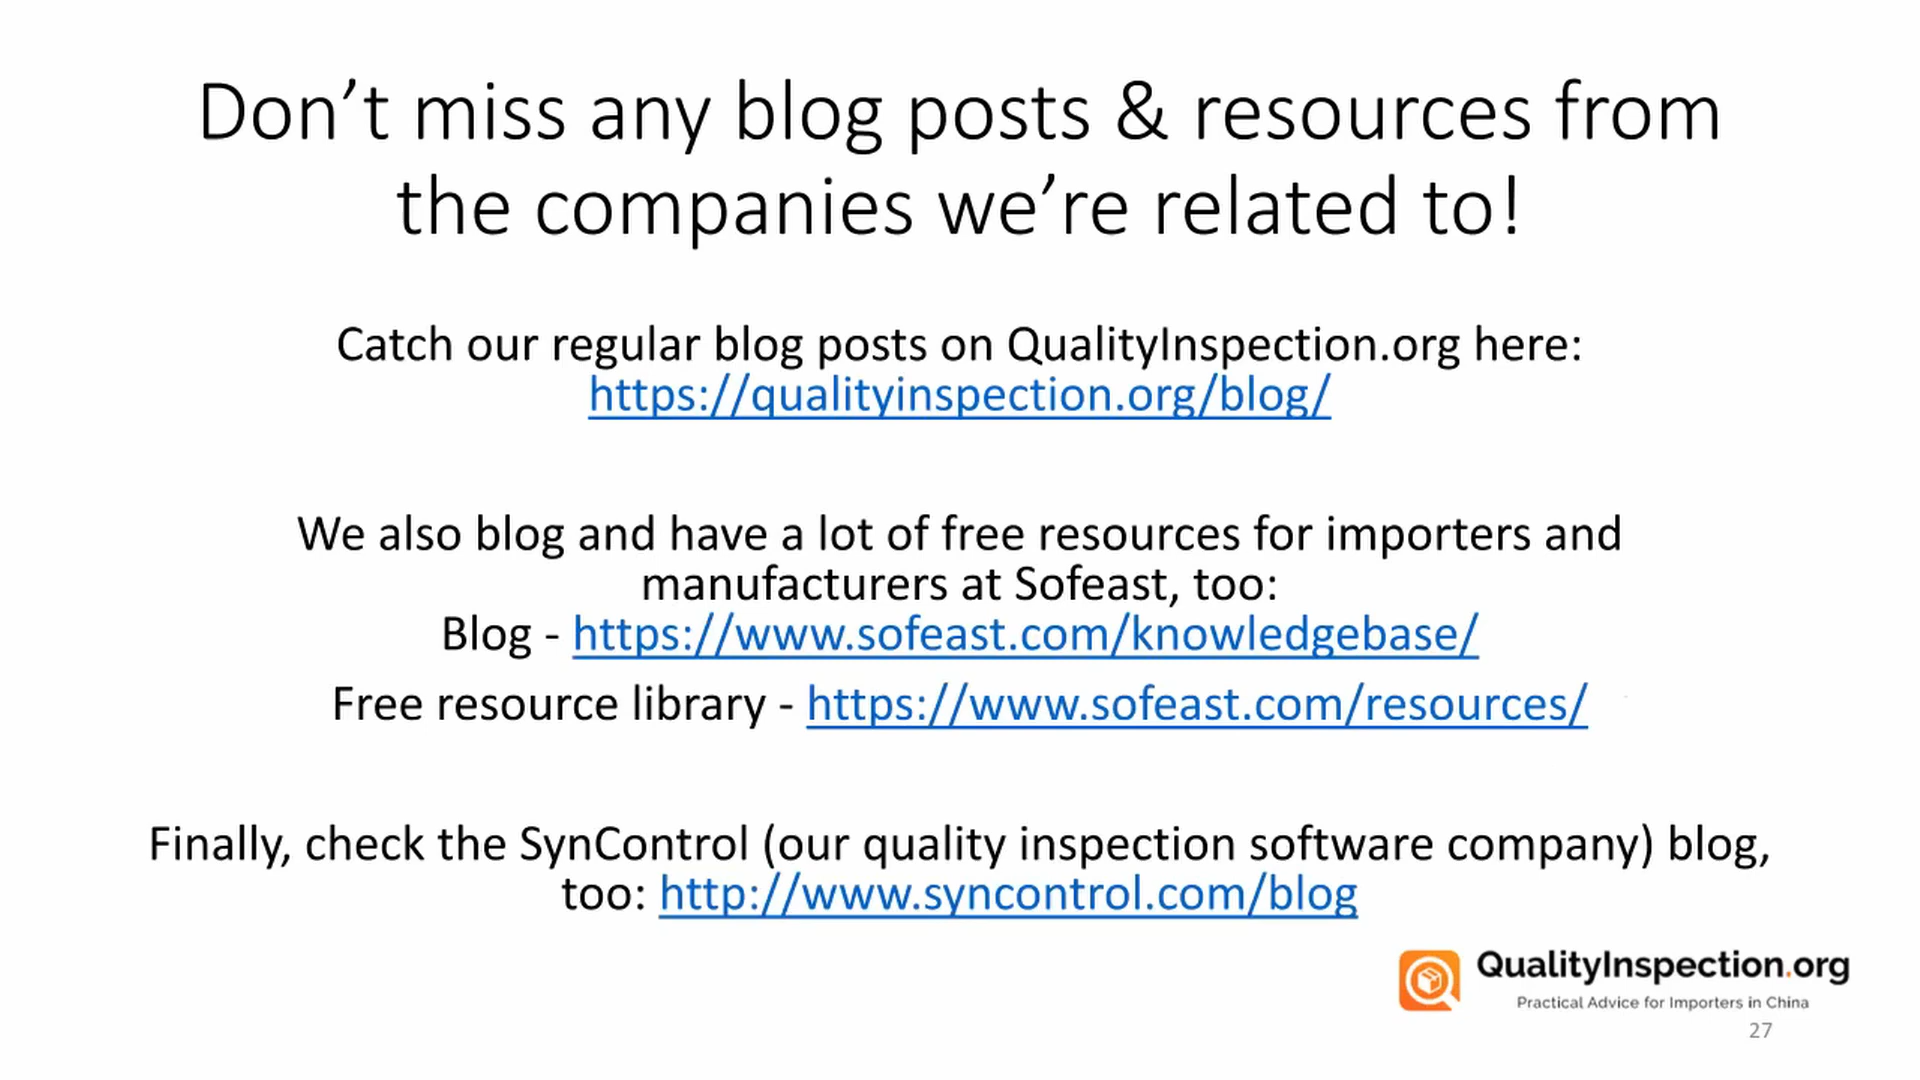 Don’t miss any blog posts & resources from
the companies we’re related to!
Catch our regular blog posts on QualityInspection.org here:
https://qualityinspection.org/blog/
We also blog and have a lot of free resources for importers and
manufacturers at Sofeast, too:
Blog - https://www.sofeast.com/knowledgebase/
Free resource library - https://www.sofeast.com/resources/
Finally, check the SynControl (our quality inspection software company) blog,
too: http://www.syncontrol.com/blog
QualityInspection.org
Practical Advice for Importers in China
27